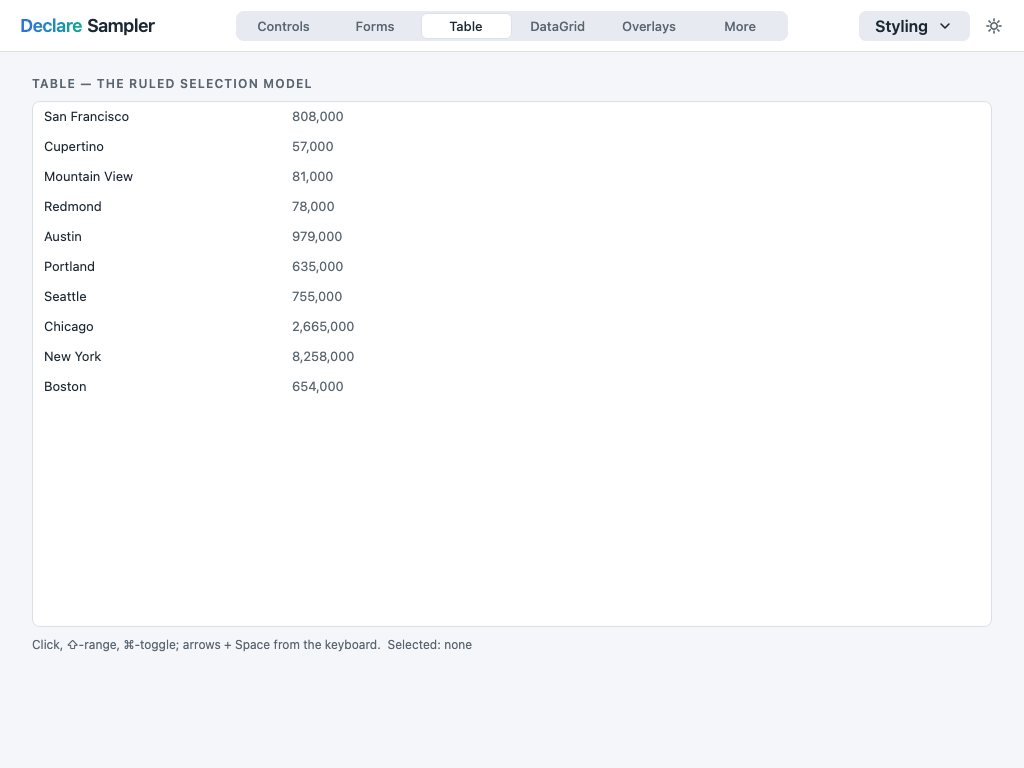 Declare Sampler
Controls
Forms
Table
DataGrid
Overlays
More
Styling
TABLE — THE RULED SELECTION MODEL
San Francisco 808,000
Cupertino 57,000
Mountain View 81,000
Redmond 78,000
Austin 979,000
Portland 635,000
Seattle 755,000
Chicago 2,665,000
New York 8,258,000
Boston 654,000
Click, ⇧-range, ⌘-toggle; arrows + Space from the keyboard. Selected: none